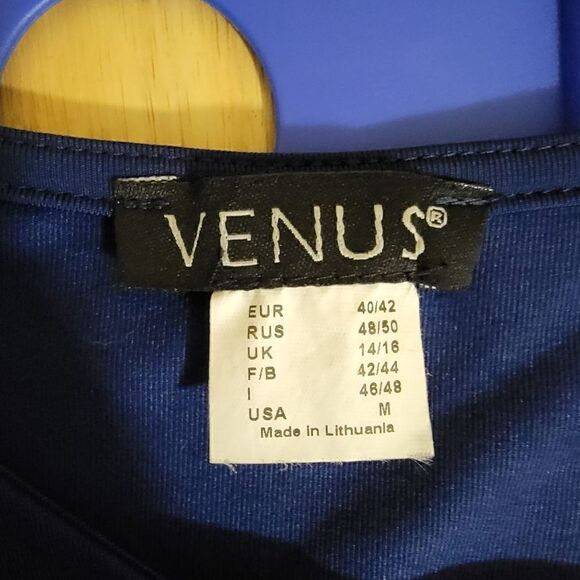 VENUS®
EUR 40/42
RUS 48/50
UK 14/16
F/B 42/44
I 46/48
USA M
Made in Lithuania